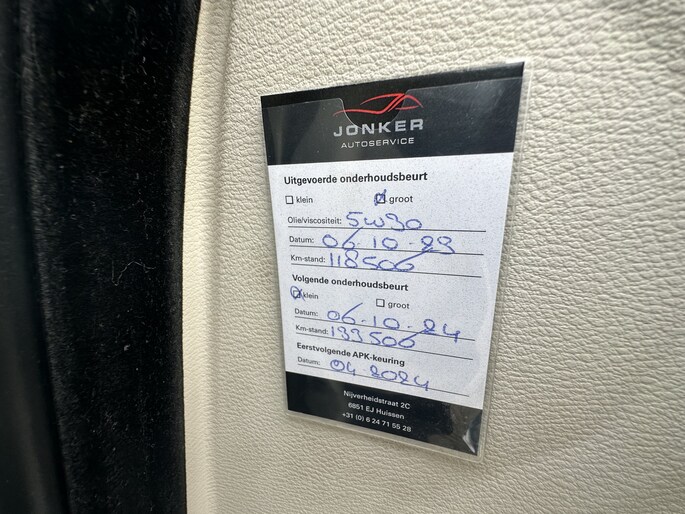 JONKER
AUTOSERVICE
Uitgevoerde onderhoudsbeurt
klein groot
Olie/viscositeit: 5w30
Datum: 06.10.23
Km-stand: 118506
Volgende onderhoudsbeurt
klein groot
Datum: 06.10.24
Km-stand: 133506
Eerstvolgende APK-keuring
Datum: 04.2024
Nijverheidstraat 2C
6851 EJ Huissen
+31 (0) 6 24 71 55 28